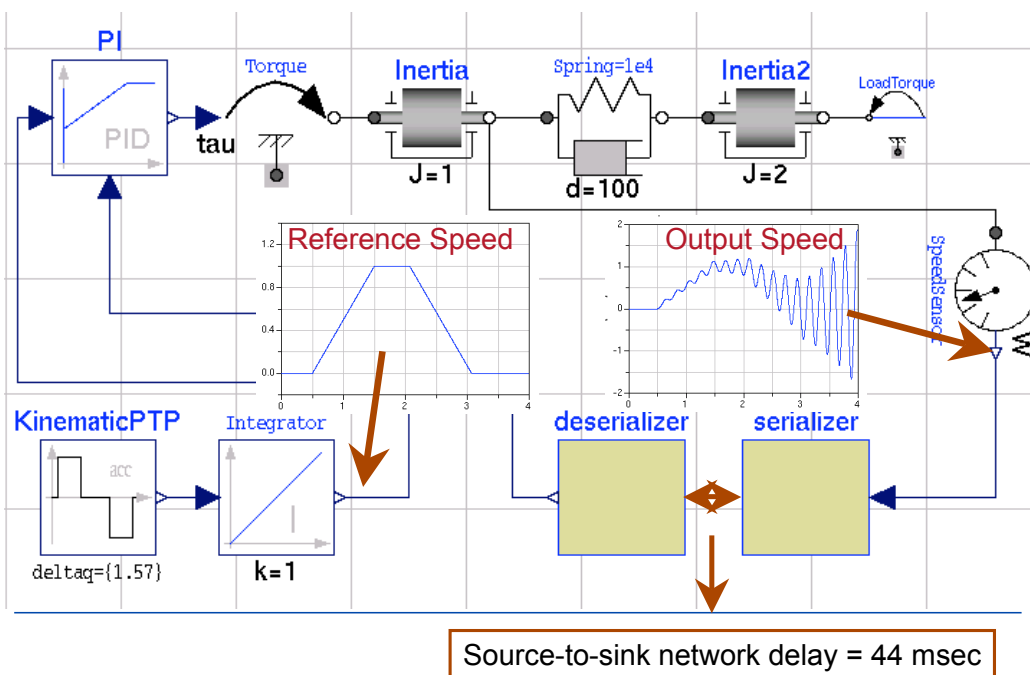 PI
PID
Torque
tau
Inertia
J=1
Spring=1e4
d=100
Inertia2
J=2
LoadTorque
Reference Speed
1.2
0.8
0.4
0.0
0 1 2 3 4
Output Speed
2
1
0
-1
-2
0 1 2 3 4
SpeedSensor
KinematicPTP
acc
deltaq={1.57}
Integrator
I
k=1
deserializer
serializer
Source-to-sink network delay = 44 msec